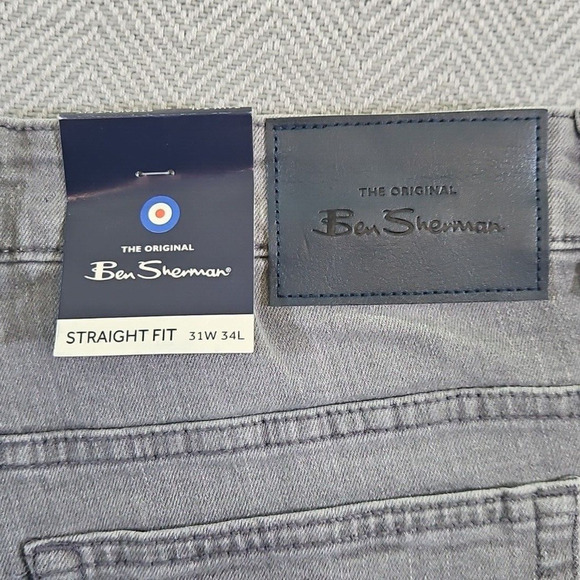 THE ORIGINAL
Ben Sherman®
STRAIGHT FIT 31W 34L
THE ORIGINAL
Ben Sherman